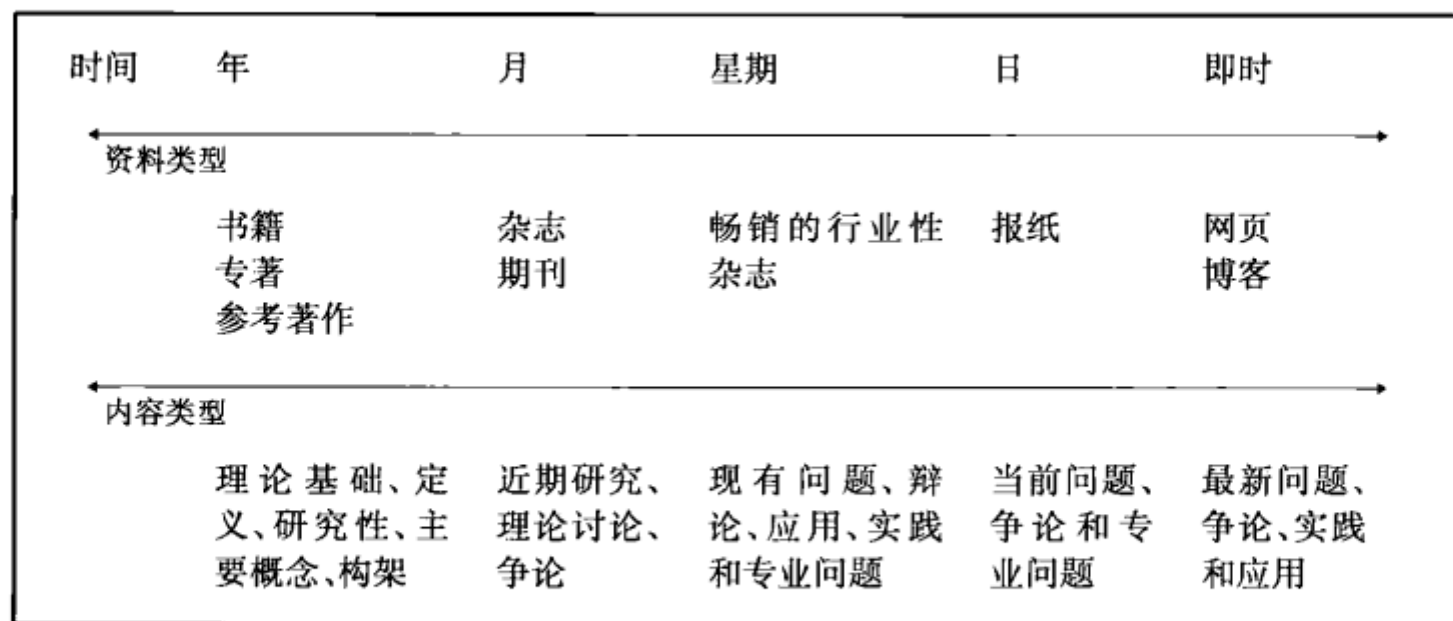 时间 年 月 星期 日 即时
资料类型
书籍 杂志 畅销的行业性 报纸 网页
专著 期刊 杂志 博客
参考著作
内容类型
理论基础、定 近期研究、 现有问题、辩 当前问题、 最新问题、
义、研究性、主 理论讨论、 论、应用、实践 争论和专 争论、实践
要概念、构架 争论 和专业问题 业问题 和应用